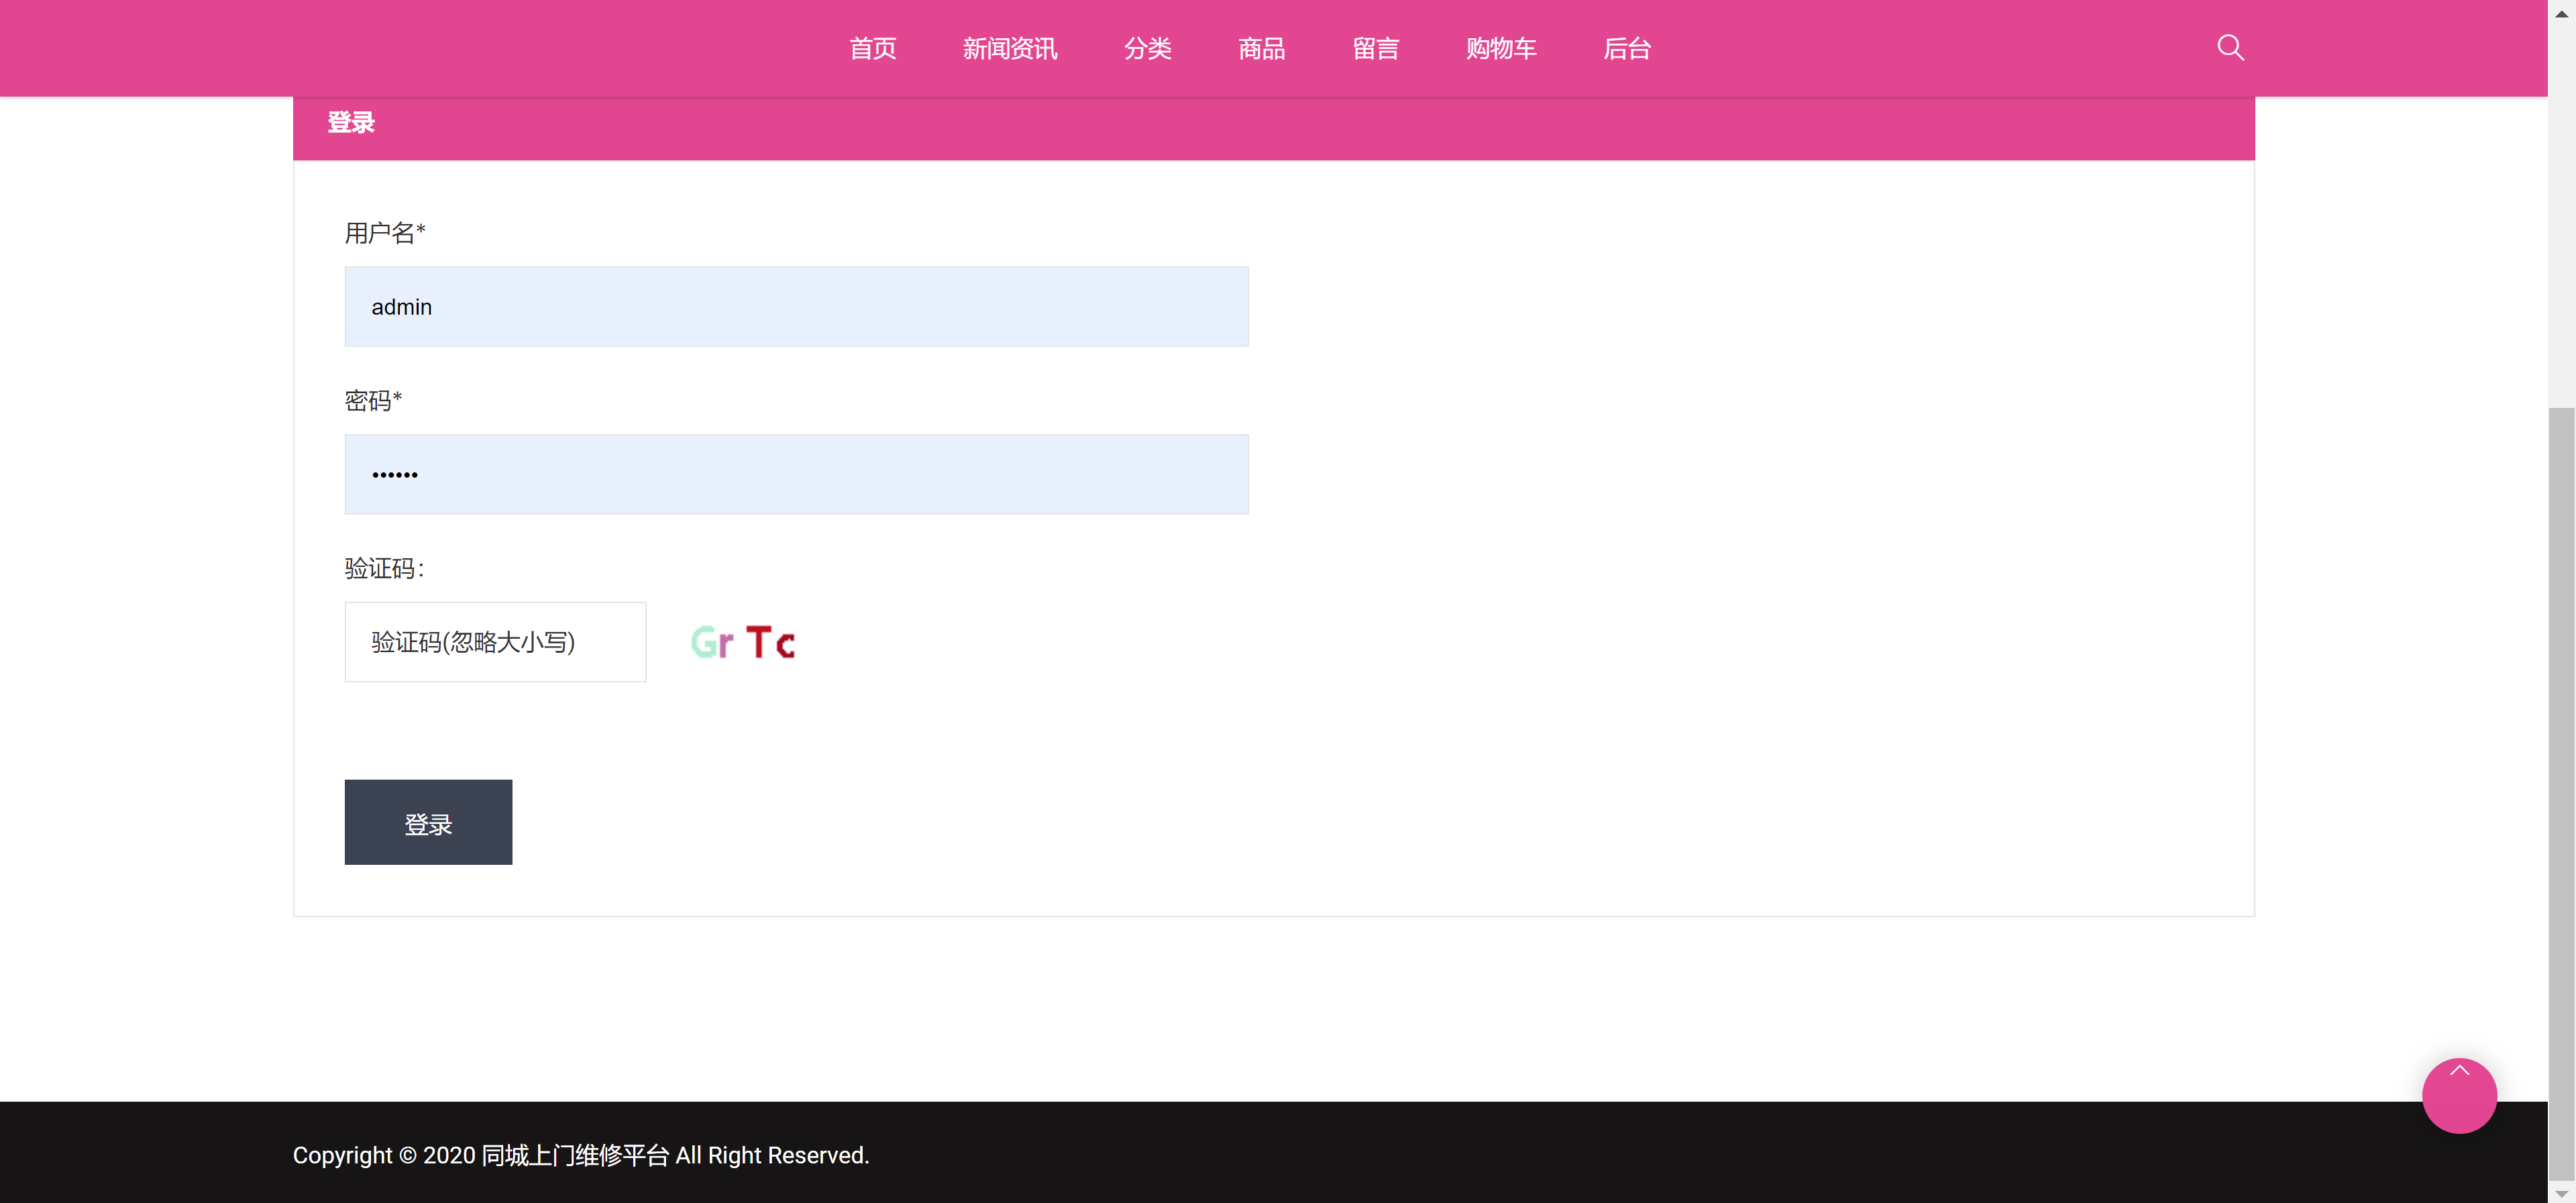 首页 新闻资讯 分类 商品 留言 购物车 后台
登录
用户名*
admin
密码*
••••••
验证码：
验证码(忽略大小写) Gr Tc
登录
Copyright © 2020 同城上门维修平台 All Right Reserved.